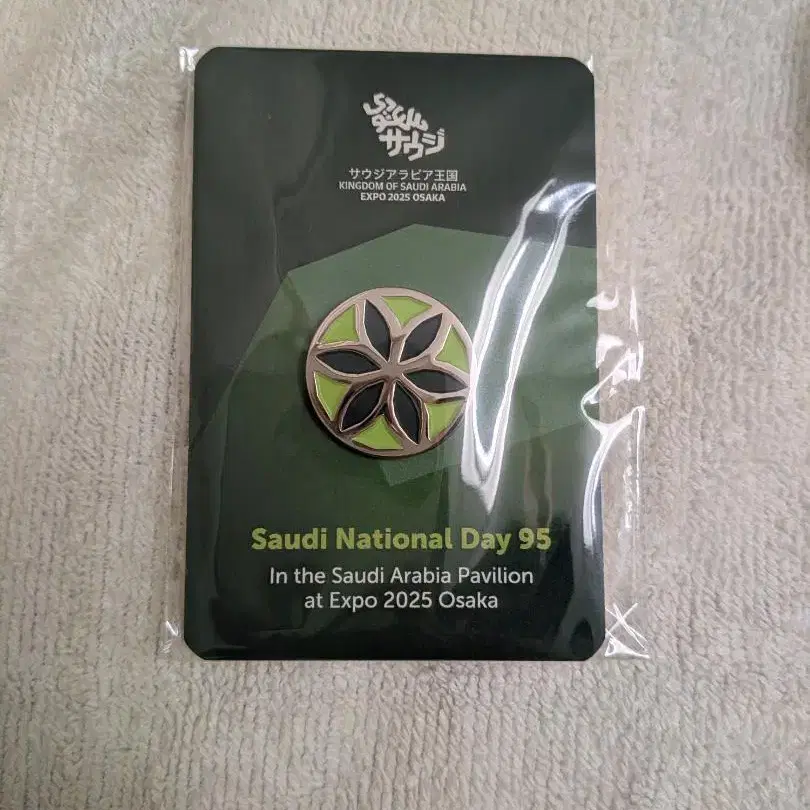 السعودية
サウジ
サウジアラビア王国
KINGDOM OF SAUDI ARABIA
EXPO 2025 OSAKA
Saudi National Day 95
In the Saudi Arabia Pavilion
at Expo 2025 Osaka